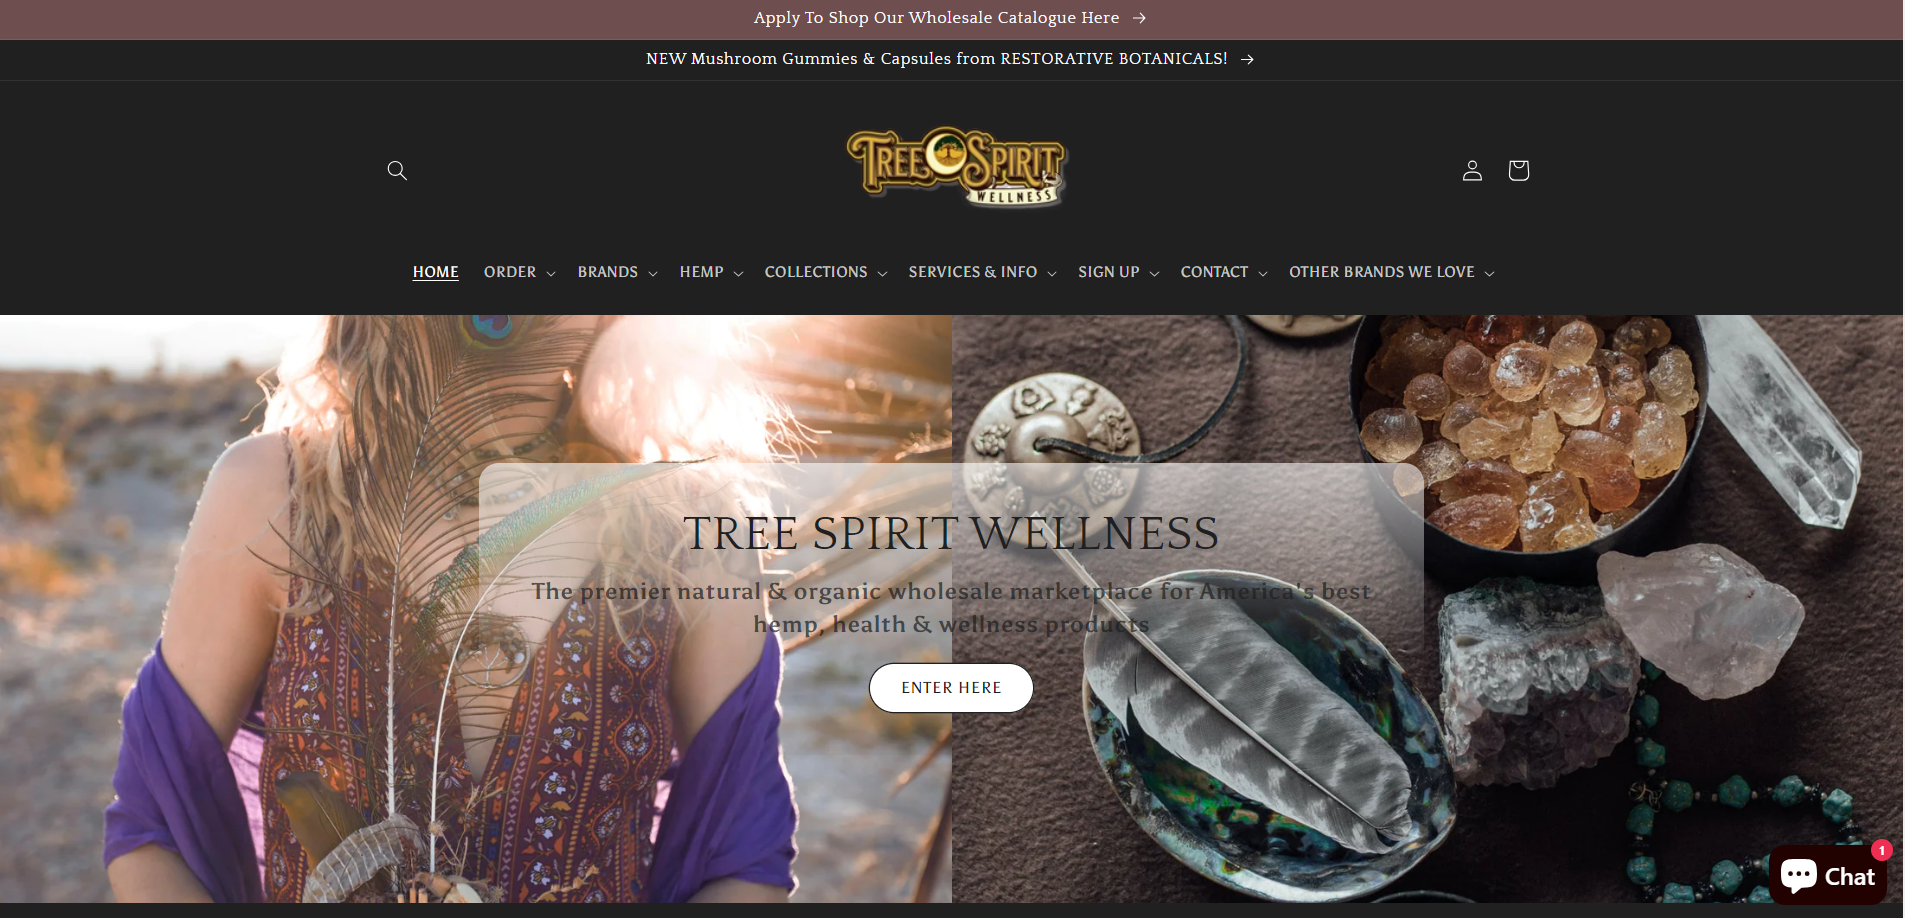 Apply To Shop Our Wholesale Catalogue Here
NEW Mushroom Gummies & Capsules from RESTORATIVE BOTANICALS!
TREE SPIRIT
WELLNESS
HOME ORDER BRANDS HEMP COLLECTIONS SERVICES & INFO SIGN UP CONTACT OTHER BRANDS WE LOVE
TREE SPIRIT WELLNESS
The premier natural & organic wholesale marketplace for America's best
hemp, health & wellness products
ENTER HERE
1
Chat